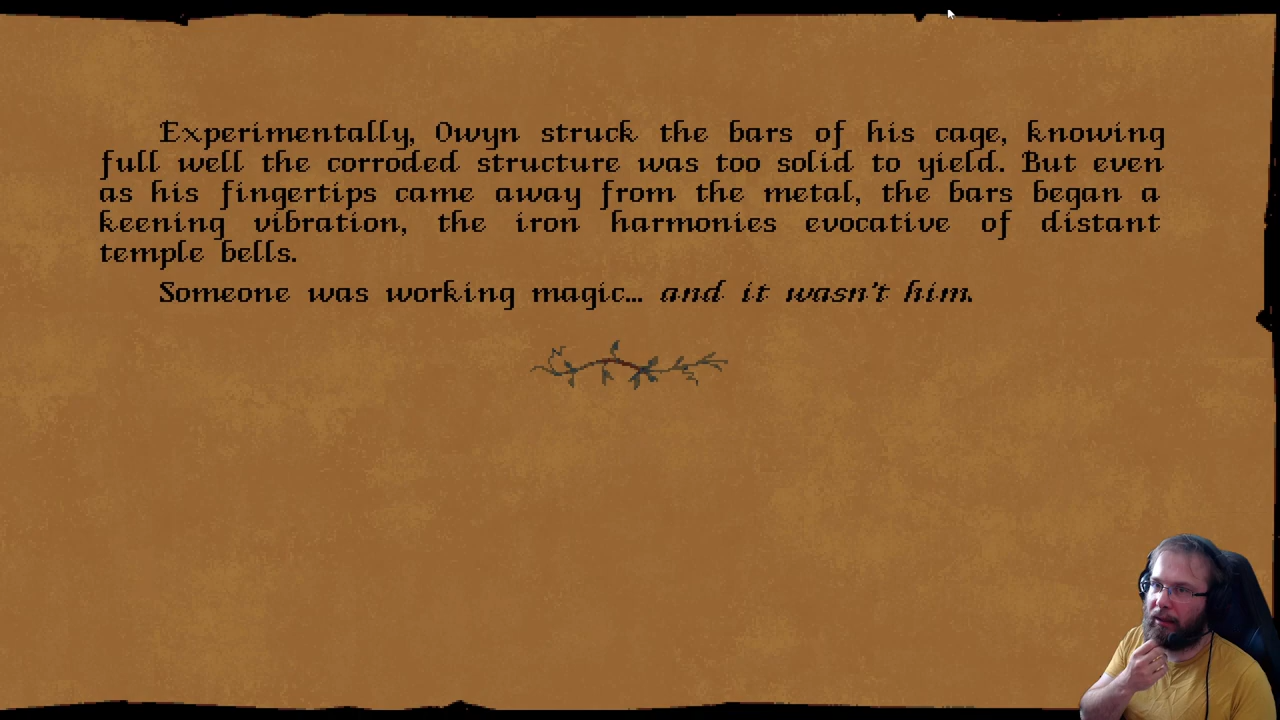 Experimentally, Owyn struck the bars of his cage, knowing
full well the corroded structure was too solid to yield. But even
as his fingertips came away from the metal, the bars began a
keening vibration, the iron harmonies evocative of distant
temple bells.
Someone was working magic... and it wasn't him.